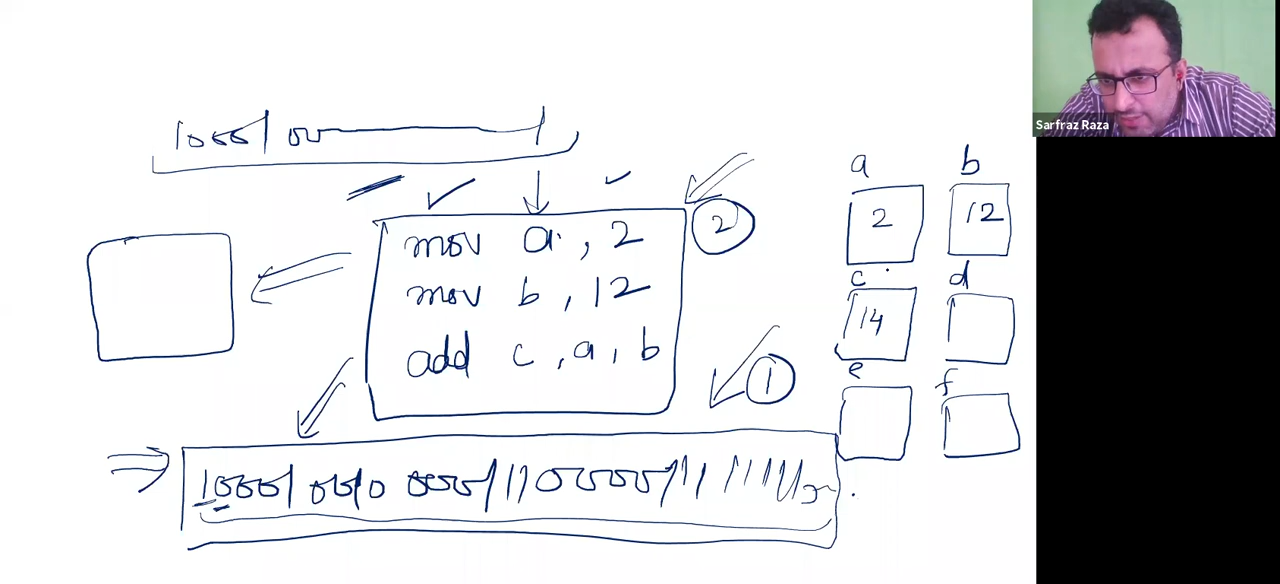 Sarfraz Raza
a b
mov a, 2
2
2 12
mov b, 12
c d
14
add c, a, b
1
e f